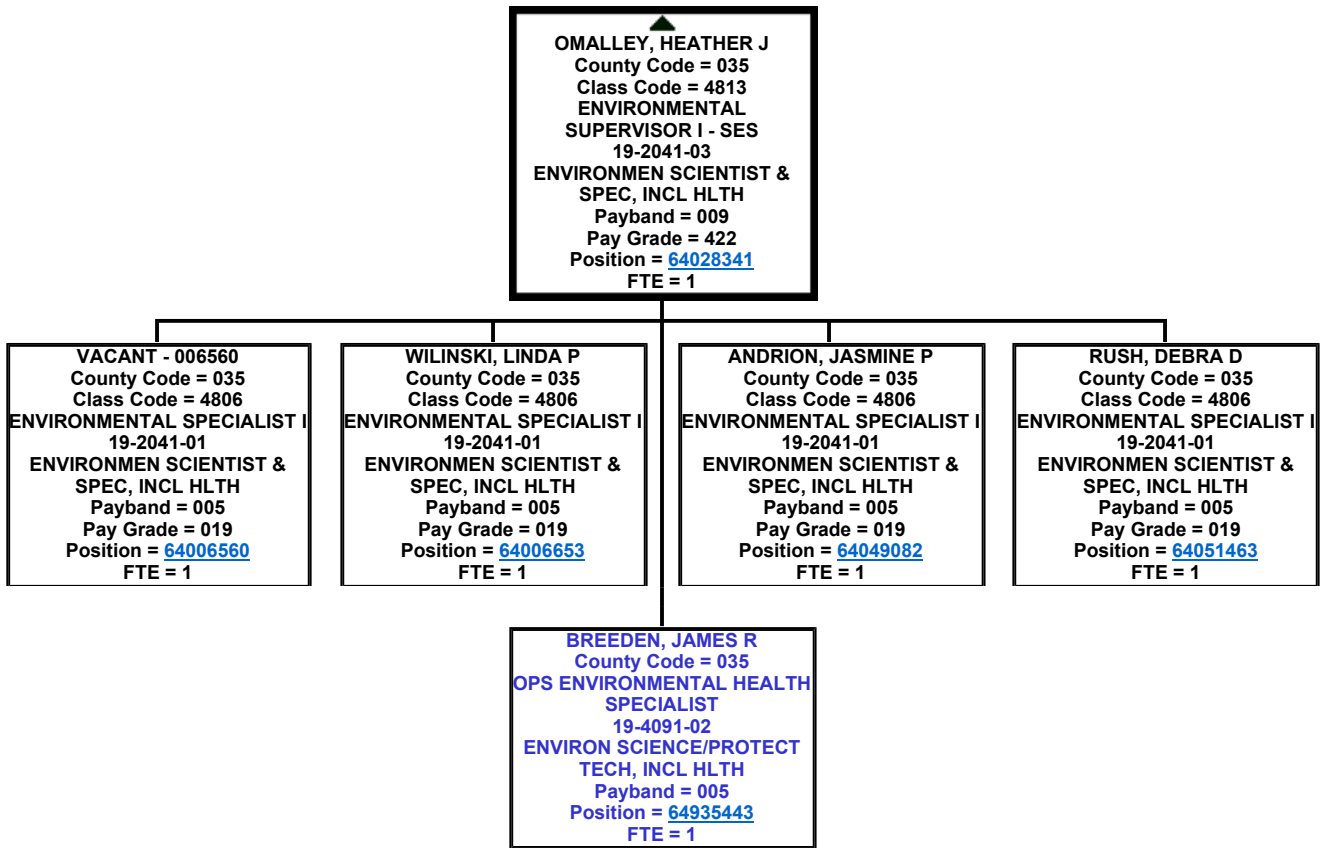 OMALLEY, HEATHER J
County Code = 035
Class Code = 4813
ENVIRONMENTAL
SUPERVISOR I - SES
19-2041-03
ENVIRONMEN SCIENTIST &
SPEC, INCL HLTH
Payband = 009
Pay Grade = 422
Position = 64028341
FTE = 1
VACANT - 006560
County Code = 035
Class Code = 4806
ENVIRONMENTAL SPECIALIST I
19-2041-01
ENVIRONMEN SCIENTIST &
SPEC, INCL HLTH
Payband = 005
Pay Grade = 019
Position = 64006560
FTE = 1
WILINSKI, LINDA P
County Code = 035
Class Code = 4806
ENVIRONMENTAL SPECIALIST I
19-2041-01
ENVIRONMEN SCIENTIST &
SPEC, INCL HLTH
Payband = 005
Pay Grade = 019
Position = 64006653
FTE = 1
ANDRION, JASMINE P
County Code = 035
Class Code = 4806
ENVIRONMENTAL SPECIALIST I
19-2041-01
ENVIRONMEN SCIENTIST &
SPEC, INCL HLTH
Payband = 005
Pay Grade = 019
Position = 64049082
FTE = 1
RUSH, DEBRA D
County Code = 035
Class Code = 4806
ENVIRONMENTAL SPECIALIST I
19-2041-01
ENVIRONMEN SCIENTIST &
SPEC, INCL HLTH
Payband = 005
Pay Grade = 019
Position = 64051463
FTE = 1
BREEDEN, JAMES R
County Code = 035
OPS ENVIRONMENTAL HEALTH
SPECIALIST
19-4091-02
ENVIRON SCIENCE/PROTECT
TECH, INCL HLTH
Payband = 005
Position = 64935443
FTE = 1